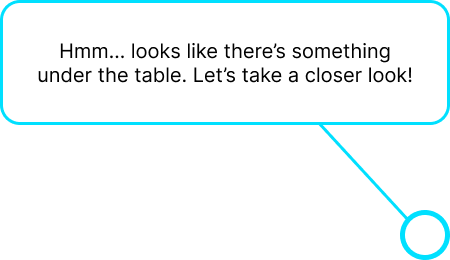 Hmm... looks like there’s something
under the table. Let’s take a closer look!